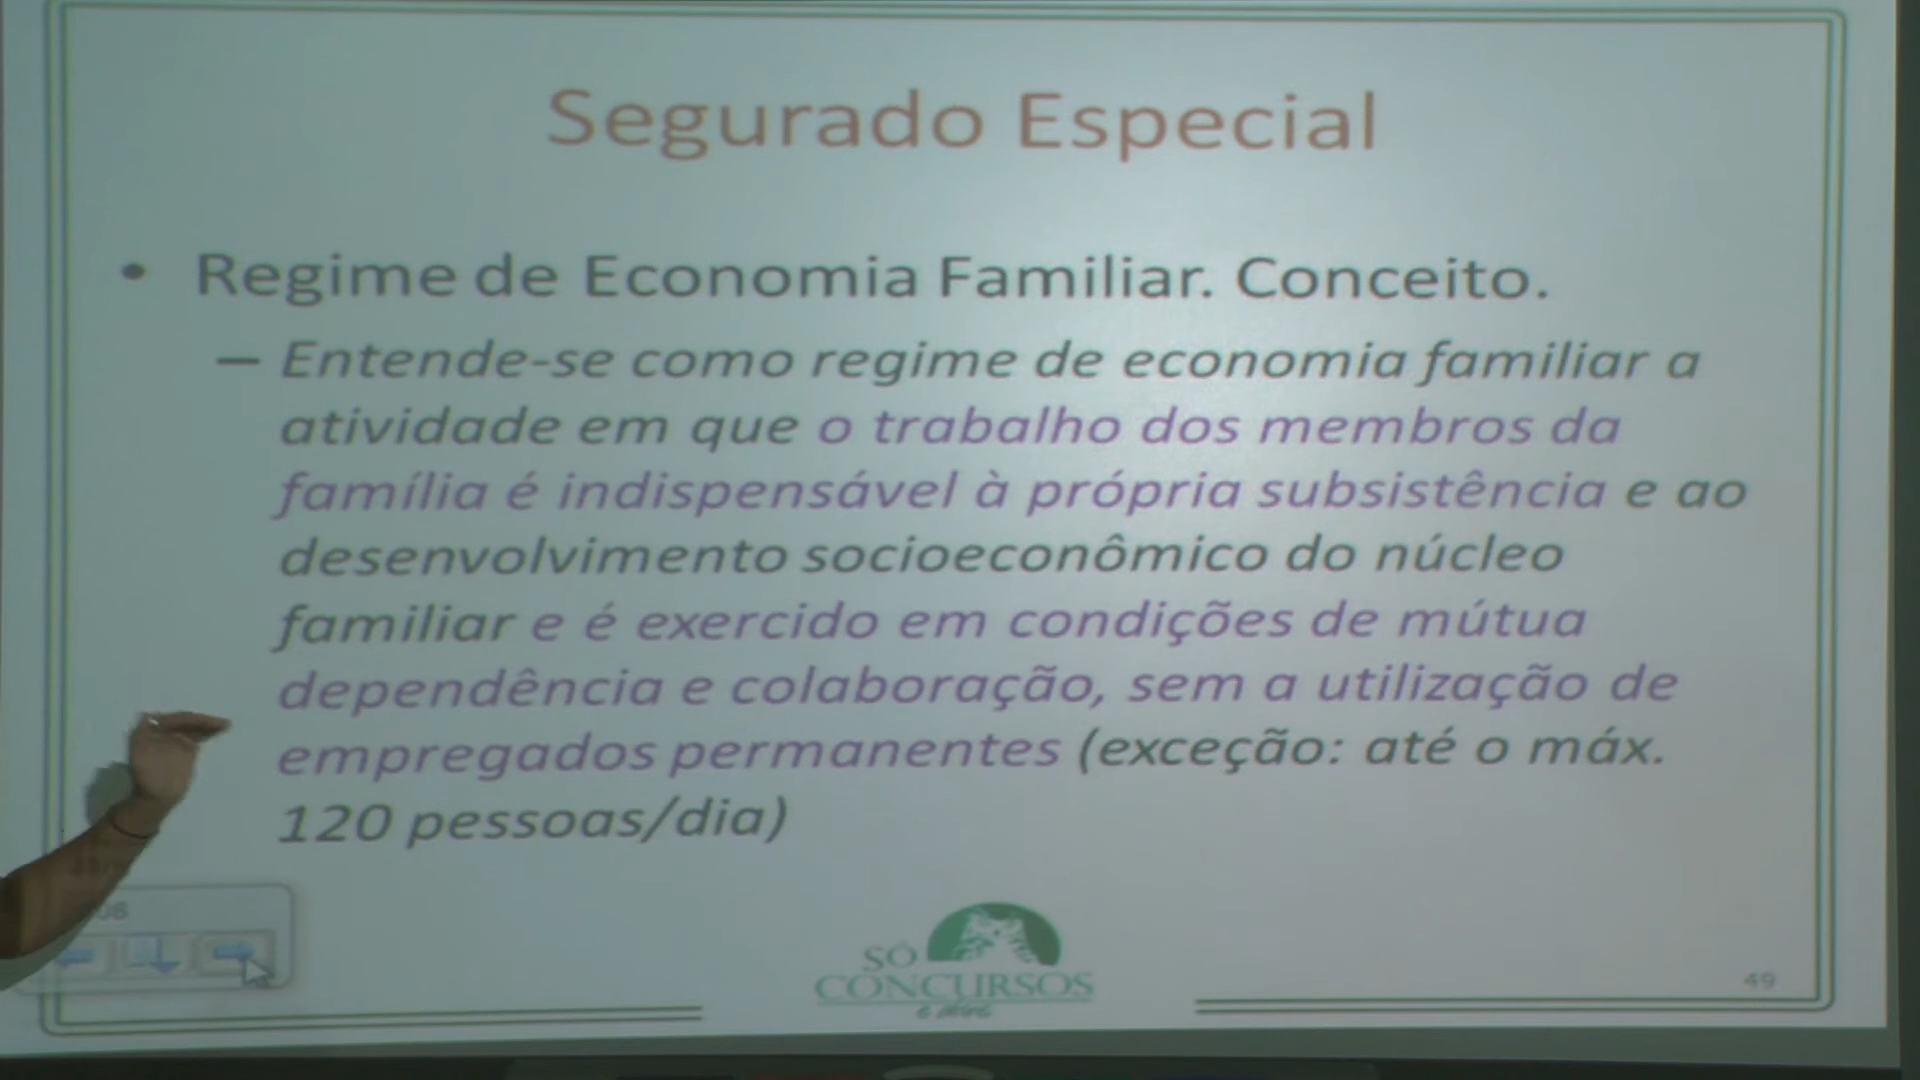 Segurado Especial
• Regime de Economia Familiar. Conceito.
– Entende-se como regime de economia familiar a
atividade em que o trabalho dos membros da
família é indispensável à própria subsistência e ao
desenvolvimento socioeconômico do núcleo
familiar e é exercido em condições de mútua
dependência e colaboração, sem a utilização de
empregados permanentes (exceção: até o máx.
120 pessoas/dia)
SÓ
CONCURSOS
49